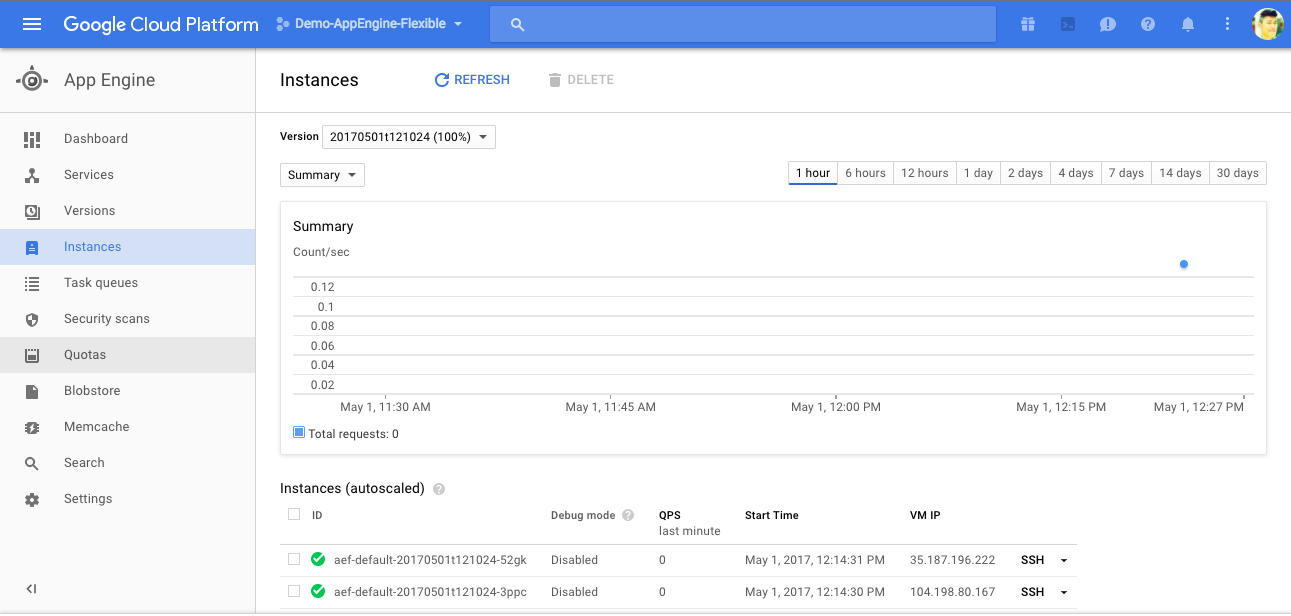 Google Cloud Platform
Demo-AppEngine-Flexible
App Engine
Instances
REFRESH
DELETE
Dashboard
Services
Versions
Instances
Task queues
Security scans
Quotas
Blobstore
Memcache
Search
Settings
Version 20170501t121024 (100%)
Summary
1 hour 6 hours 12 hours 1 day 2 days 4 days 7 days 14 days 30 days
Summary
Count/sec
0.12
0.1
0.08
0.06
0.04
0.02
May 1, 11:30 AM May 1, 11:45 AM May 1, 12:00 PM May 1, 12:15 PM May 1, 12:27 PM
Total requests: 0
Instances (autoscaled) ?
ID Debug mode ? QPS Start Time VM IP
last minute
aef-default-20170501t121024-52gk Disabled 0 May 1, 2017, 12:14:31 PM 35.187.196.222 SSH
aef-default-20170501t121024-3ppc Disabled 0 May 1, 2017, 12:14:30 PM 104.198.80.167 SSH